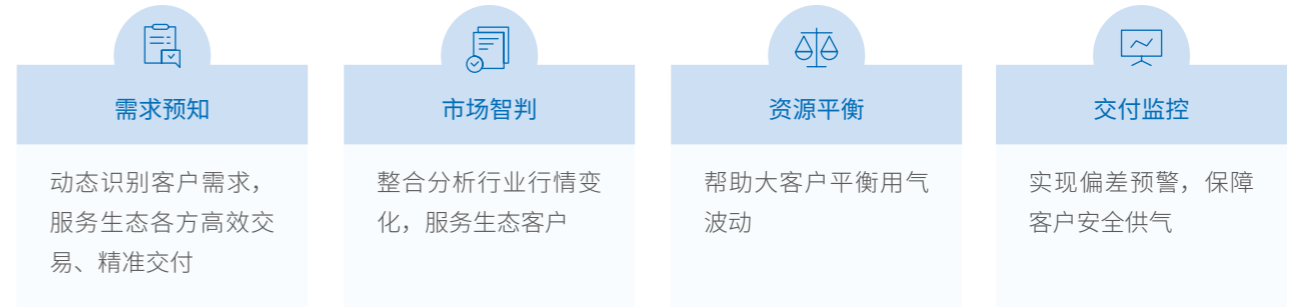 需求预知
动态识别客户需求，
服务生态各方高效交
易、精准交付
市场智判
整合分析行业行情变
化，服务生态客户
资源平衡
帮助大客户平衡用气
波动
交付监控
实现偏差预警，保障
客户安全供气